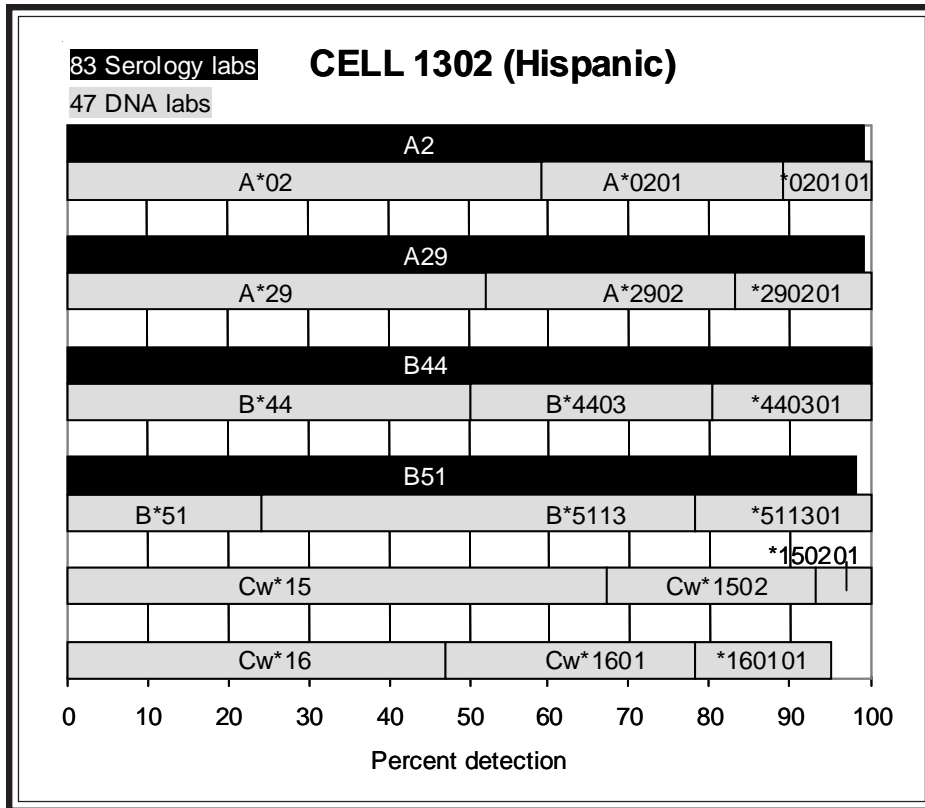 83 Serology labs CELL 1302 (Hispanic)
47 DNA labs
A2
A*02 A*0201 *020101
A29
A*29 A*2902 *290201
B44
B*44 B*4403 *440301
B51
B*51 B*5113 *511301
*150201
Cw*15 Cw*1502
Cw*16 Cw*1601 *160101
0 10 20 30 40 50 60 70 80 90 100
Percent detection